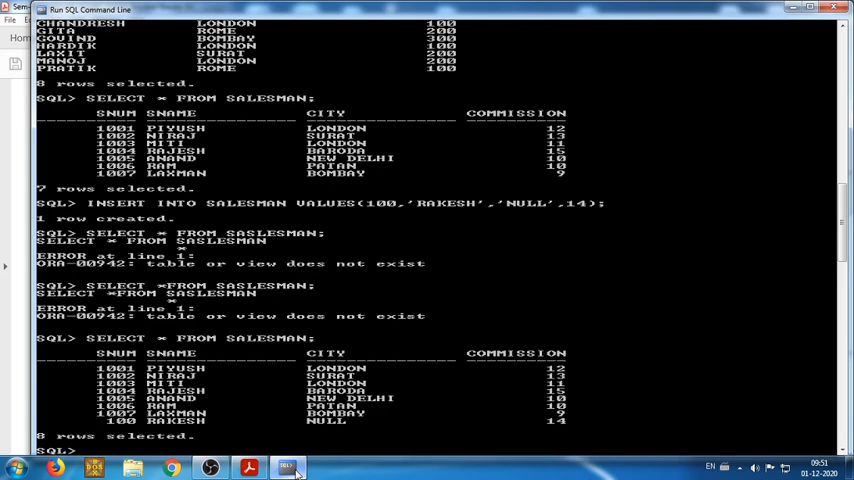 Sem-
Run SQL Command Line
File
Hom
CHANDRESH LONDON 100
GITA ROME 200
GOVIND BOMBAY 300
HARDIK LONDON 100
LAXIT SURAT 200
MANOJ LONDON 200
PRATIK ROME 100
8 rows selected.
SQL> SELECT * FROM SALESMAN;
SNUM SNAME CITY COMMISSION
1001 PIYUSH LONDON 12
1002 NIRAJ SURAT 13
1003 MITI LONDON 11
1004 RAJESH BARODA 15
1005 ANAND NEW DELHI 10
1006 RAM PATAN 10
1007 LAXMAN BOMBAY 9
7 rows selected.
SQL> INSERT INTO SALESMAN VALUES(100,'RAKESH','NULL',14);
1 row created.
SQL> SELECT * FROM SASLESMAN;
SELECT * FROM SASLESMAN
*
ERROR at line 1:
ORA-00942: table or view does not exist
SQL> SELECT *FROM SASLESMAN;
SELECT *FROM SASLESMAN
*
ERROR at line 1:
ORA-00942: table or view does not exist
SQL> SELECT * FROM SALESMAN;
SNUM SNAME CITY COMMISSION
1001 PIYUSH LONDON 12
1002 NIRAJ SURAT 13
1003 MITI LONDON 11
1004 RAJESH BARODA 15
1005 ANAND NEW DELHI 10
1006 RAM PATAN 10
1007 LAXMAN BOMBAY 9
100 RAKESH NULL 14
8 rows selected.
SQL>
DOS
SQL>
EN
09:51
01-12-2020